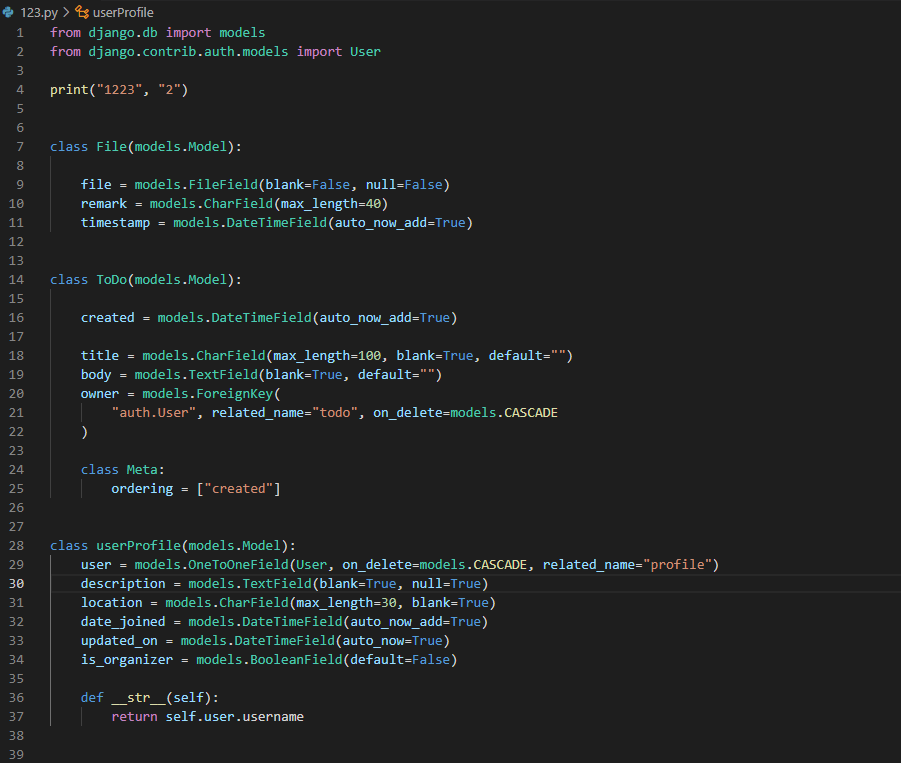 123.py > userProfile
1 from django.db import models
2 from django.contrib.auth.models import User
3
4 print("1223", "2")
5
6
7 class File(models.Model):
8
9     file = models.FileField(blank=False, null=False)
10     remark = models.CharField(max_length=40)
11     timestamp = models.DateTimeField(auto_now_add=True)
12
13
14 class ToDo(models.Model):
15
16     created = models.DateTimeField(auto_now_add=True)
17
18     title = models.CharField(max_length=100, blank=True, default="")
19     body = models.TextField(blank=True, default="")
20     owner = models.ForeignKey(
21         "auth.User", related_name="todo", on_delete=models.CASCADE
22     )
23
24     class Meta:
25         ordering = ["created"]
26
27
28 class userProfile(models.Model):
29     user = models.OneToOneField(User, on_delete=models.CASCADE, related_name="profile")
30     description = models.TextField(blank=True, null=True)
31     location = models.CharField(max_length=30, blank=True)
32     date_joined = models.DateTimeField(auto_now_add=True)
33     updated_on = models.DateTimeField(auto_now=True)
34     is_organizer = models.BooleanField(default=False)
35
36     def __str__(self):
37         return self.user.username
38
39